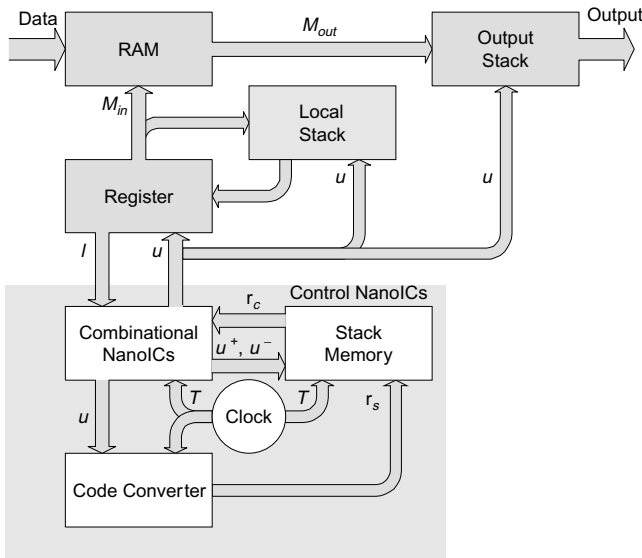 Data
RAM
M_out
Output
Stack
Output
M_in
Local
Stack
Register
u
u
I
u
Control NanoICs
r_c
Combinational
NanoICs
u⁺, u⁻
Stack
Memory
T
Clock
T
u
r_s
Code Converter